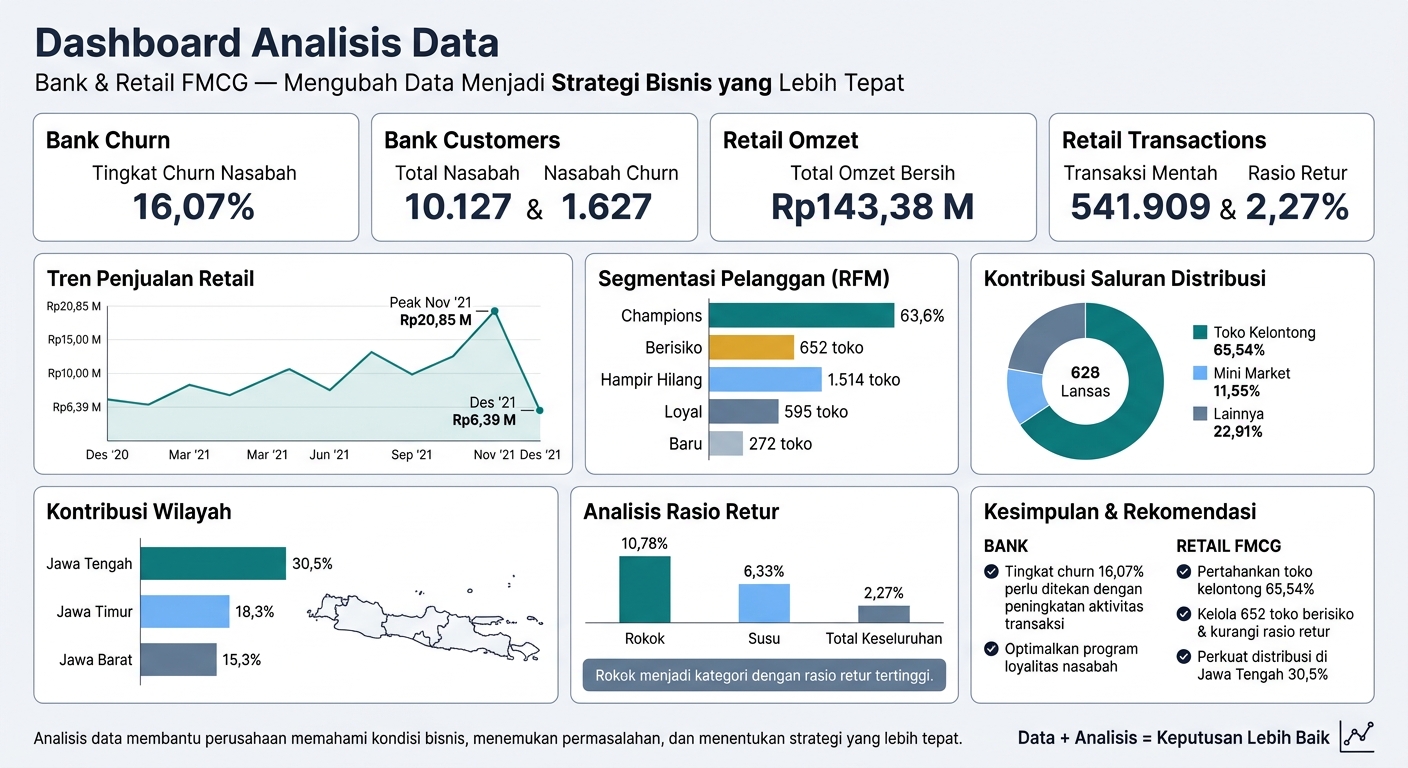 Dashboard Analisis Data
Bank & Retail FMCG — Mengubah Data Menjadi Strategi Bisnis yang Lebih Tepat
Bank Churn
Tingkat Churn Nasabah
16,07%
Bank Customers
Total Nasabah Nasabah Churn
10.127 & 1.627
Retail Omzet
Total Omzet Bersih
Rp143,38 M
Retail Transactions
Transaksi Mentah Rasio Retur
541.909 & 2,27%
Tren Penjualan Retail
Rp20,85 M
Rp15,00 M
Rp10,00 M
Rp6,39 M
Peak Nov '21
Rp20,85 M
Des '21
Rp6,39 M
Des '20 Mar '21 Mar '21 Jun '21 Sep '21 Nov '21 Des '21
Segmentasi Pelanggan (RFM)
Champions 63,6%
Berisiko 652 toko
Hampir Hilang 1.514 toko
Loyal 595 toko
Baru 272 toko
Kontribusi Saluran Distribusi
628
Lansas
Toko Kelontong
65,54%
Mini Market
11,55%
Lainnya
22,91%
Kontribusi Wilayah
Jawa Tengah 30,5%
Jawa Timur 18,3%
Jawa Barat 15,3%
Analisis Rasio Retur
10,78%
6,33%
2,27%
Rokok Susu Total Keseluruhan
Rokok menjadi kategori dengan rasio retur tertinggi.
Kesimpulan & Rekomendasi
BANK
Tingkat churn 16,07%
perlu ditekan dengan
peningkatan aktivitas
transaksi
Optimalkan program
loyalitas nasabah
RETAIL FMCG
Pertahankan toko
kelontong 65,54%
Kelola 652 toko berisiko
& kurangi rasio retur
Perkuat distribusi di
Jawa Tengah 30,5%
Analisis data membantu perusahaan memahami kondisi bisnis, menemukan permasalahan, dan menentukan strategi yang lebih tepat.
Data + Analisis = Keputusan Lebih Baik